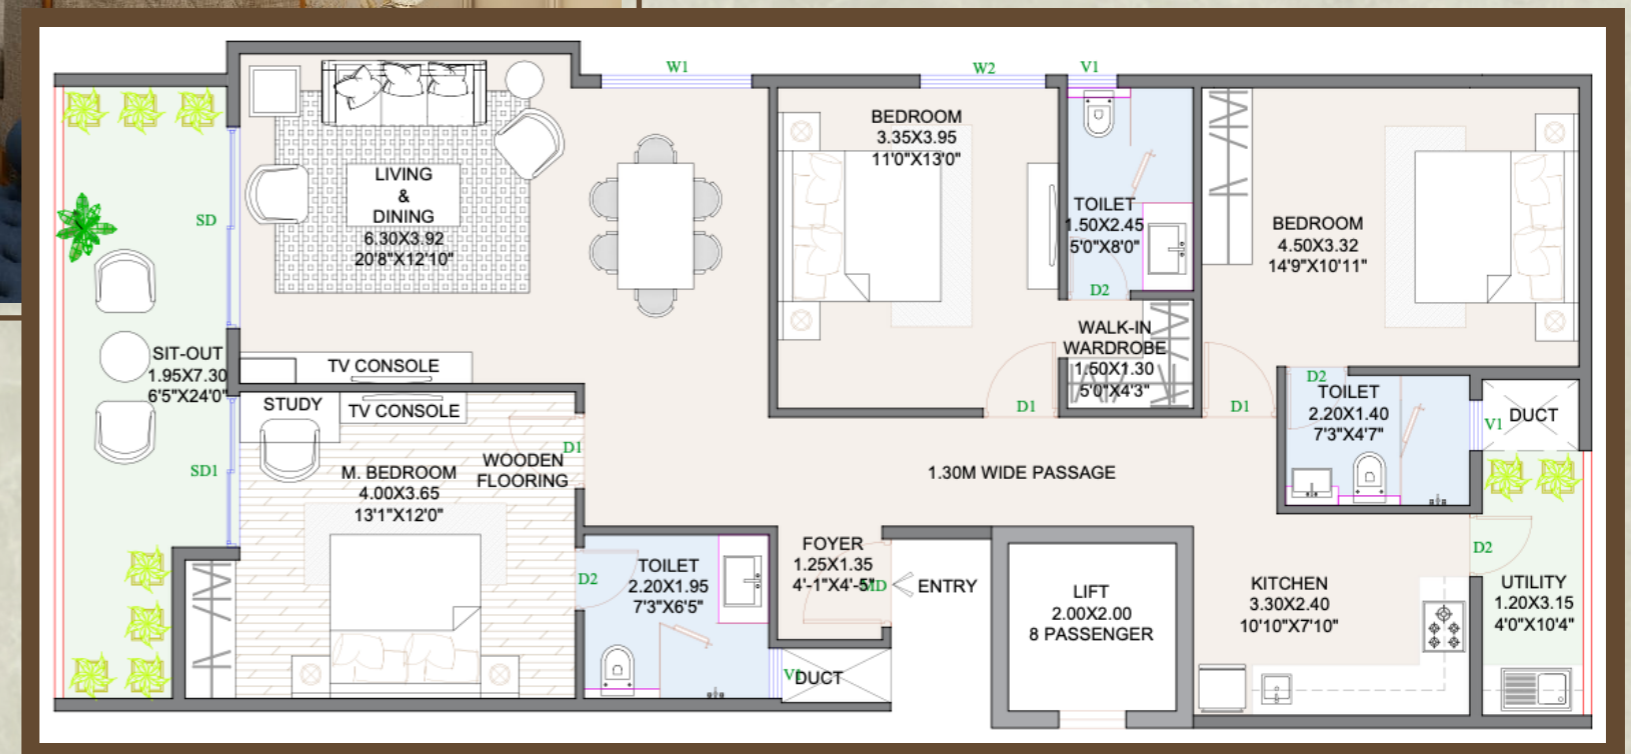 W1
W2
V1
SD
LIVING
&
DINING
6.30X3.92
20'8"X12'10"
BEDROOM
3.35X3.95
11'0"X13'0"
TOILET
1.50X2.45
5'0"X8'0"
D2
BEDROOM
4.50X3.32
14'9"X10'11"
SIT-OUT
1.95X7.30
6'5"X24'0"
TV CONSOLE
WALK-IN
WARDROBE
1.50X1.30
5'0"X4'3"
D1
D1
STUDY
TV CONSOLE
D2
TOILET
2.20X1.40
7'3"X4'7"
V1
DUCT
SD1
M. BEDROOM
4.00X3.65
13'1"X12'0"
D1
WOODEN
FLOORING
1.30M WIDE PASSAGE
D2
TOILET
2.20X1.95
7'3"X6'5"
FOYER
1.25X1.35
4'-1"X4'-5"
MD
ENTRY
LIFT
2.00X2.00
8 PASSENGER
KITCHEN
3.30X2.40
10'10"X7'10"
D2
UTILITY
1.20X3.15
4'0"X10'4"
V1
DUCT